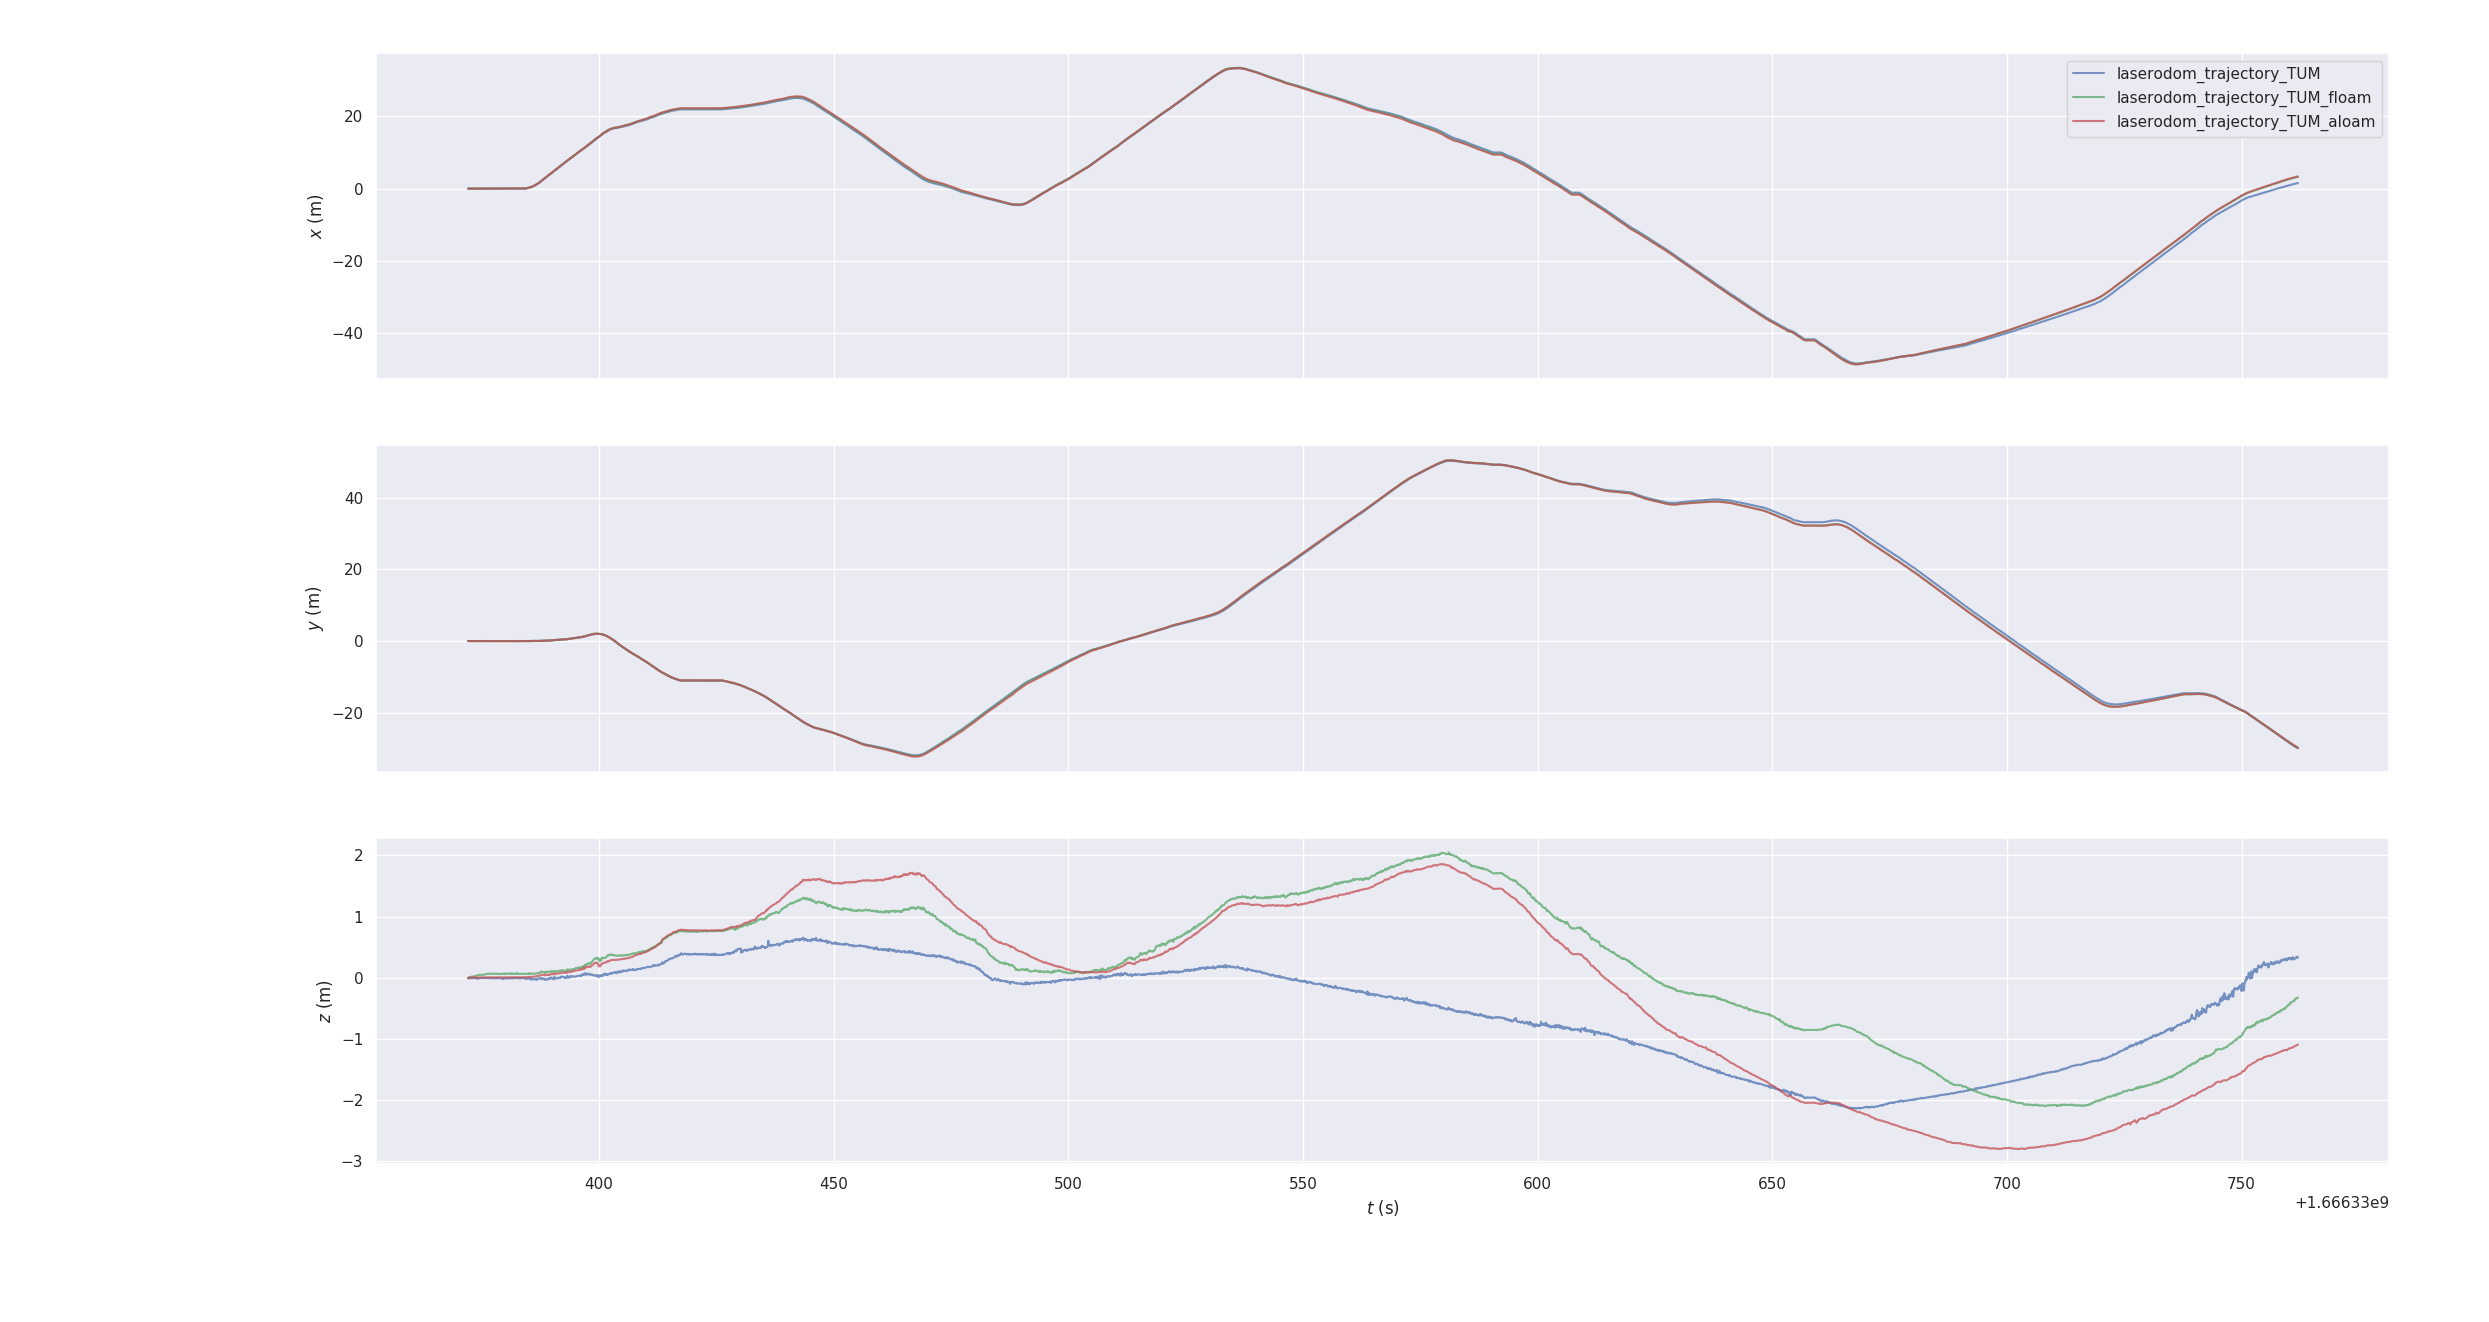 20
0
−20
−40
x (m)
laserodom_trajectory_TUM
laserodom_trajectory_TUM_floam
laserodom_trajectory_TUM_aloam
40
20
0
−20
y (m)
2
1
0
−1
−2
−3
z (m)
400 450 500 550 600 650 700 750
t (s)
+1.66633e9